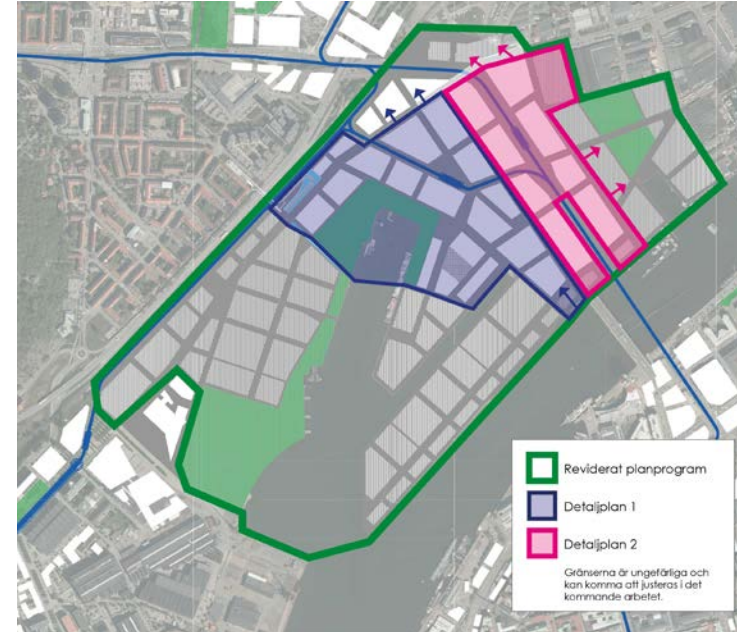 Reviderat planprogram
Detaljplan 1
Detaljplan 2
Gränserna är ungefärliga och
kan komma att justeras i det
kommande arbetet.